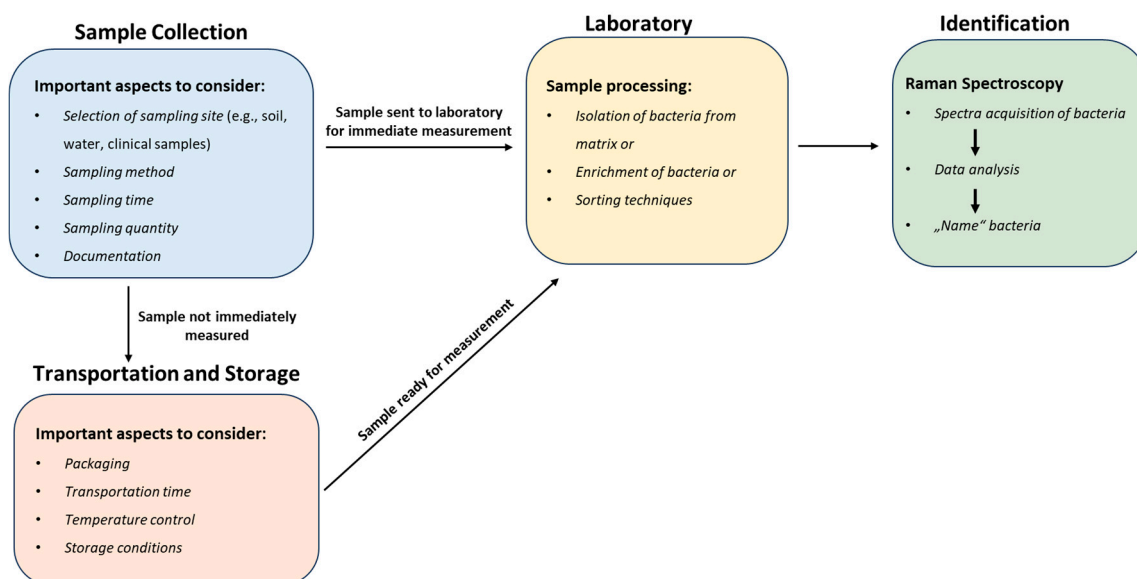 Sample Collection
Important aspects to consider:
• Selection of sampling site (e.g., soil,
water, clinical samples)
• Sampling method
• Sampling time
• Sampling quantity
• Documentation
Sample sent to laboratory
for immediate measurement
Laboratory
Sample processing:
• Isolation of bacteria from
matrix or
• Enrichment of bacteria or
• Sorting techniques
Identification
Raman Spectroscopy
• Spectra acquisition of bacteria
• Data analysis
• „Name“ bacteria
Sample not immediately
measured
Transportation and Storage
Important aspects to consider:
• Packaging
• Transportation time
• Temperature control
• Storage conditions
Sample ready for measurement